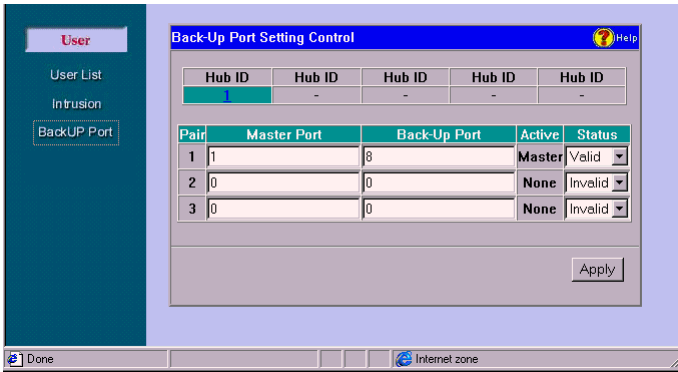 User
User List
Intrusion
BackUP Port
Back-Up Port Setting Control
Help
Hub ID Hub ID Hub ID Hub ID Hub ID
1 - - - -
Pair Master Port Back-Up Port Active Status
1 1 8 Master Valid
2 0 0 None Invalid
3 0 0 None Invalid
Apply
Done Internet zone